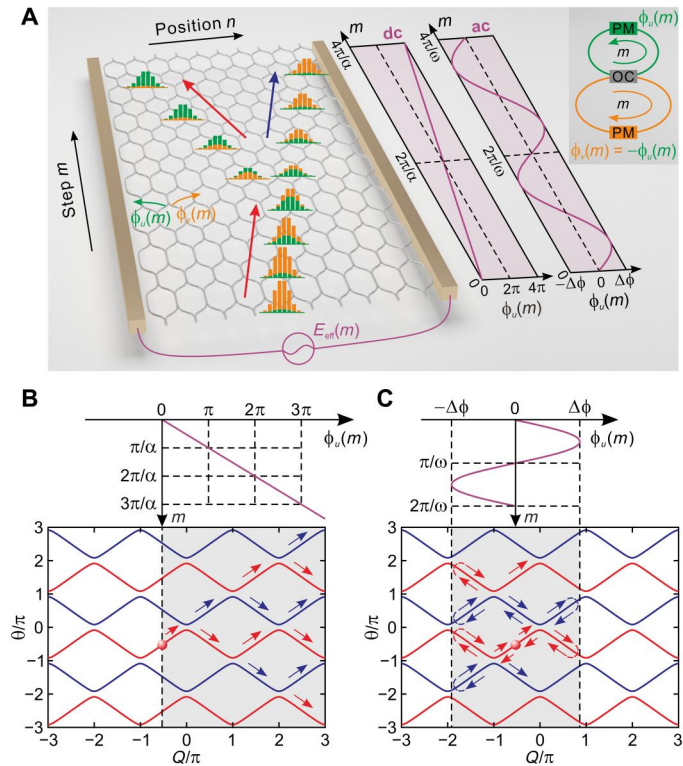 A
Position n
Step m
ϕu(m)
ϕv(m)
Eeff(m)
m
dc
4π/α
2π/α
0
0
2π
4π
ϕu(m)
m
ac
4π/ω
2π/ω
0
−Δϕ
0
Δϕ
ϕu(m)
PM
ϕu(m)
m
OC
m
PM
ϕv(m) = −ϕu(m)
B
0
π
2π
3π
ϕu(m)
π/α
2π/α
3π/α
m
θ/π
3
2
1
0
−1
−2
−3
−3
−2
−1
0
1
2
3
Q/π
C
−Δϕ
0
Δϕ
ϕu(m)
π/ω
2π/ω
m
θ/π
3
2
1
0
−1
−2
−3
−3
−2
−1
0
1
2
3
Q/π